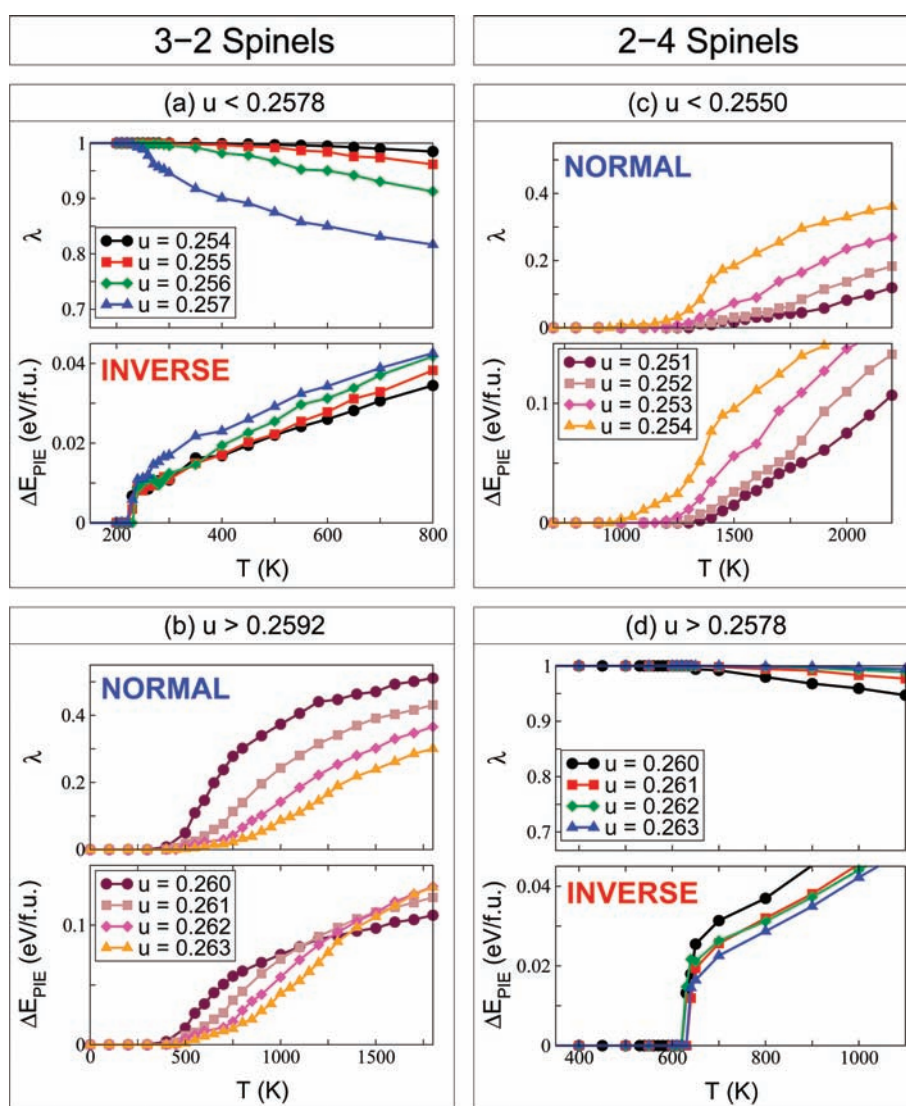 3−2 Spinels
2−4 Spinels
(a) u < 0.2578
1
0.9
λ
0.8
0.7
u = 0.254
u = 0.255
u = 0.256
u = 0.257
0.04
INVERSE
0.02
ΔE_PIE (eV/f.u.)
0
200 400 600 800
T (K)
(c) u < 0.2550
NORMAL
0.4
λ
0.2
0
0.1
u = 0.251
u = 0.252
u = 0.253
u = 0.254
ΔE_PIE (eV/f.u.)
0
1000 1500 2000
T (K)
(b) u > 0.2592
NORMAL
0.4
λ
0.2
0
u = 0.260
u = 0.261
u = 0.262
u = 0.263
0.1
ΔE_PIE (eV/f.u.)
0
0 500 1000 1500
T (K)
(d) u > 0.2578
1
0.9
λ
0.8
0.7
u = 0.260
u = 0.261
u = 0.262
u = 0.263
0.04
INVERSE
0.02
ΔE_PIE (eV/f.u.)
0
400 600 800 1000
T (K)